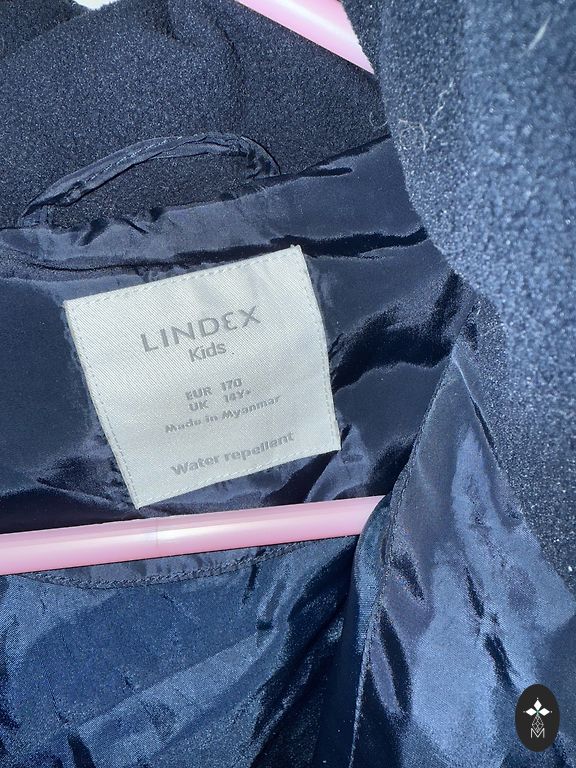 LINDEX
Kids
EUR 170
UK 14Y+
Made in Myanmar
Water repellent
M